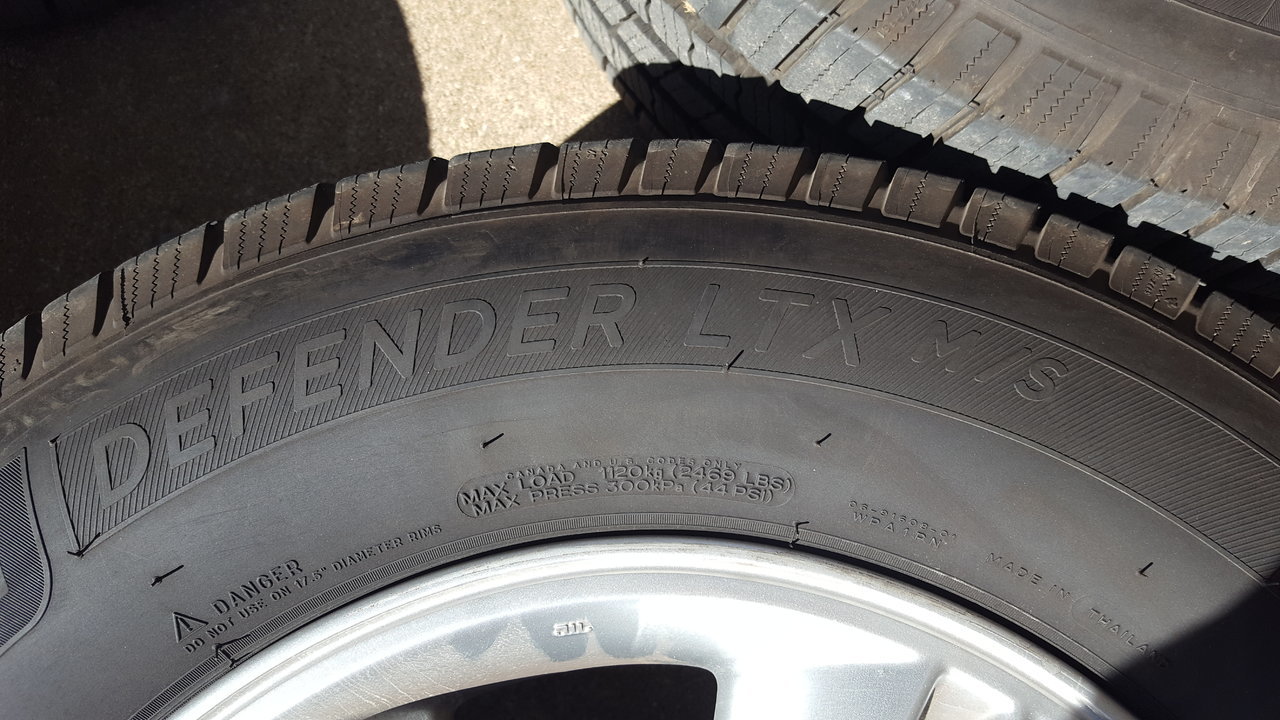 DEFENDER LTX M/S
CANADA AND U.S. CODES ONLY
MAX LOAD 1120kg (2469 LBS)
MAX PRESS 300kPa (44 PSI)
WPA1PN
MADE IN THAILAND
DANGER
DO NOT USE ON 17.5" DIAMETER RIMS